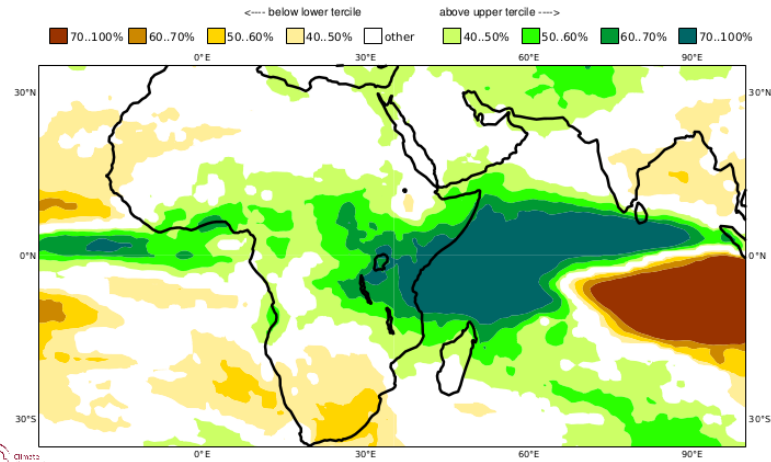 <---- below lower tercile above upper tercile ---->
70..100% 60..70% 50..60% 40..50% other 40..50% 50..60% 60..70% 70..100%
0°E 30°E 60°E 90°E
30°N 30°N
0°N 0°N
30°S 30°S
0°E 30°E 60°E 90°E
Climate